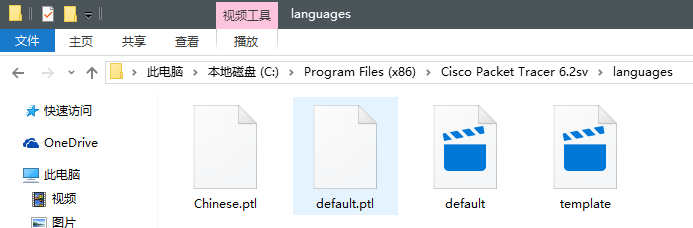 视频工具 languages
文件 主页 共享 查看 播放
此电脑 本地磁盘 (C:) Program Files (x86) Cisco Packet Tracer 6.2sv languages
快速访问
OneDrive
此电脑
视频
图片
Chinese.ptl default.ptl default template